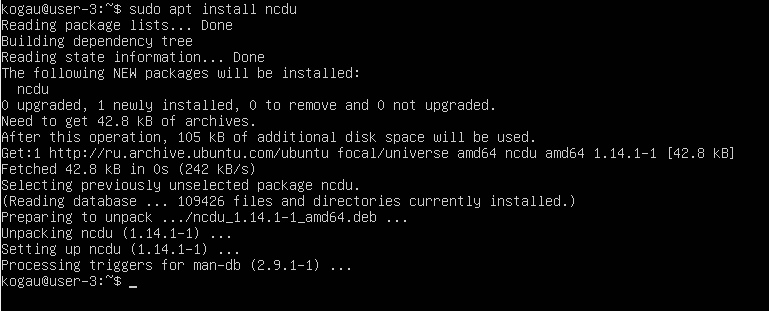 kogau@user-3:~$ sudo apt install ncdu
Reading package lists... Done
Building dependency tree
Reading state information... Done
The following NEW packages will be installed:
  ncdu
0 upgraded, 1 newly installed, 0 to remove and 0 not upgraded.
Need to get 42.8 kB of archives.
After this operation, 105 kB of additional disk space will be used.
Get:1 http://ru.archive.ubuntu.com/ubuntu focal/universe amd64 ncdu amd64 1.14.1-1 [42.8 kB]
Fetched 42.8 kB in 0s (242 kB/s)
Selecting previously unselected package ncdu.
(Reading database ... 109426 files and directories currently installed.)
Preparing to unpack .../ncdu_1.14.1-1_amd64.deb ...
Unpacking ncdu (1.14.1-1) ...
Setting up ncdu (1.14.1-1) ...
Processing triggers for man-db (2.9.1-1) ...
kogau@user-3:~$ _